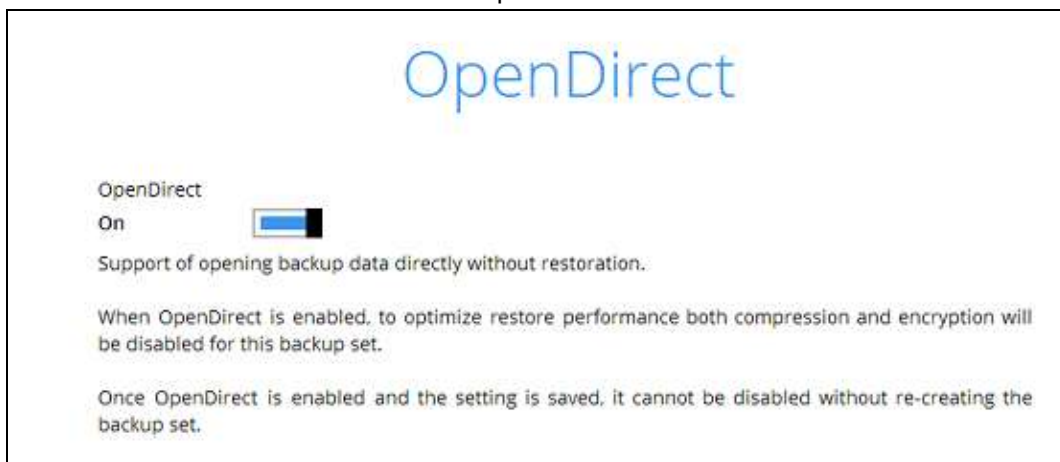 OpenDirect
OpenDirect
On
Support of opening backup data directly without restoration.
When OpenDirect is enabled, to optimize restore performance both compression and encryption will
be disabled for this backup set.
Once OpenDirect is enabled and the setting is saved, it cannot be disabled without re-creating the
backup set.